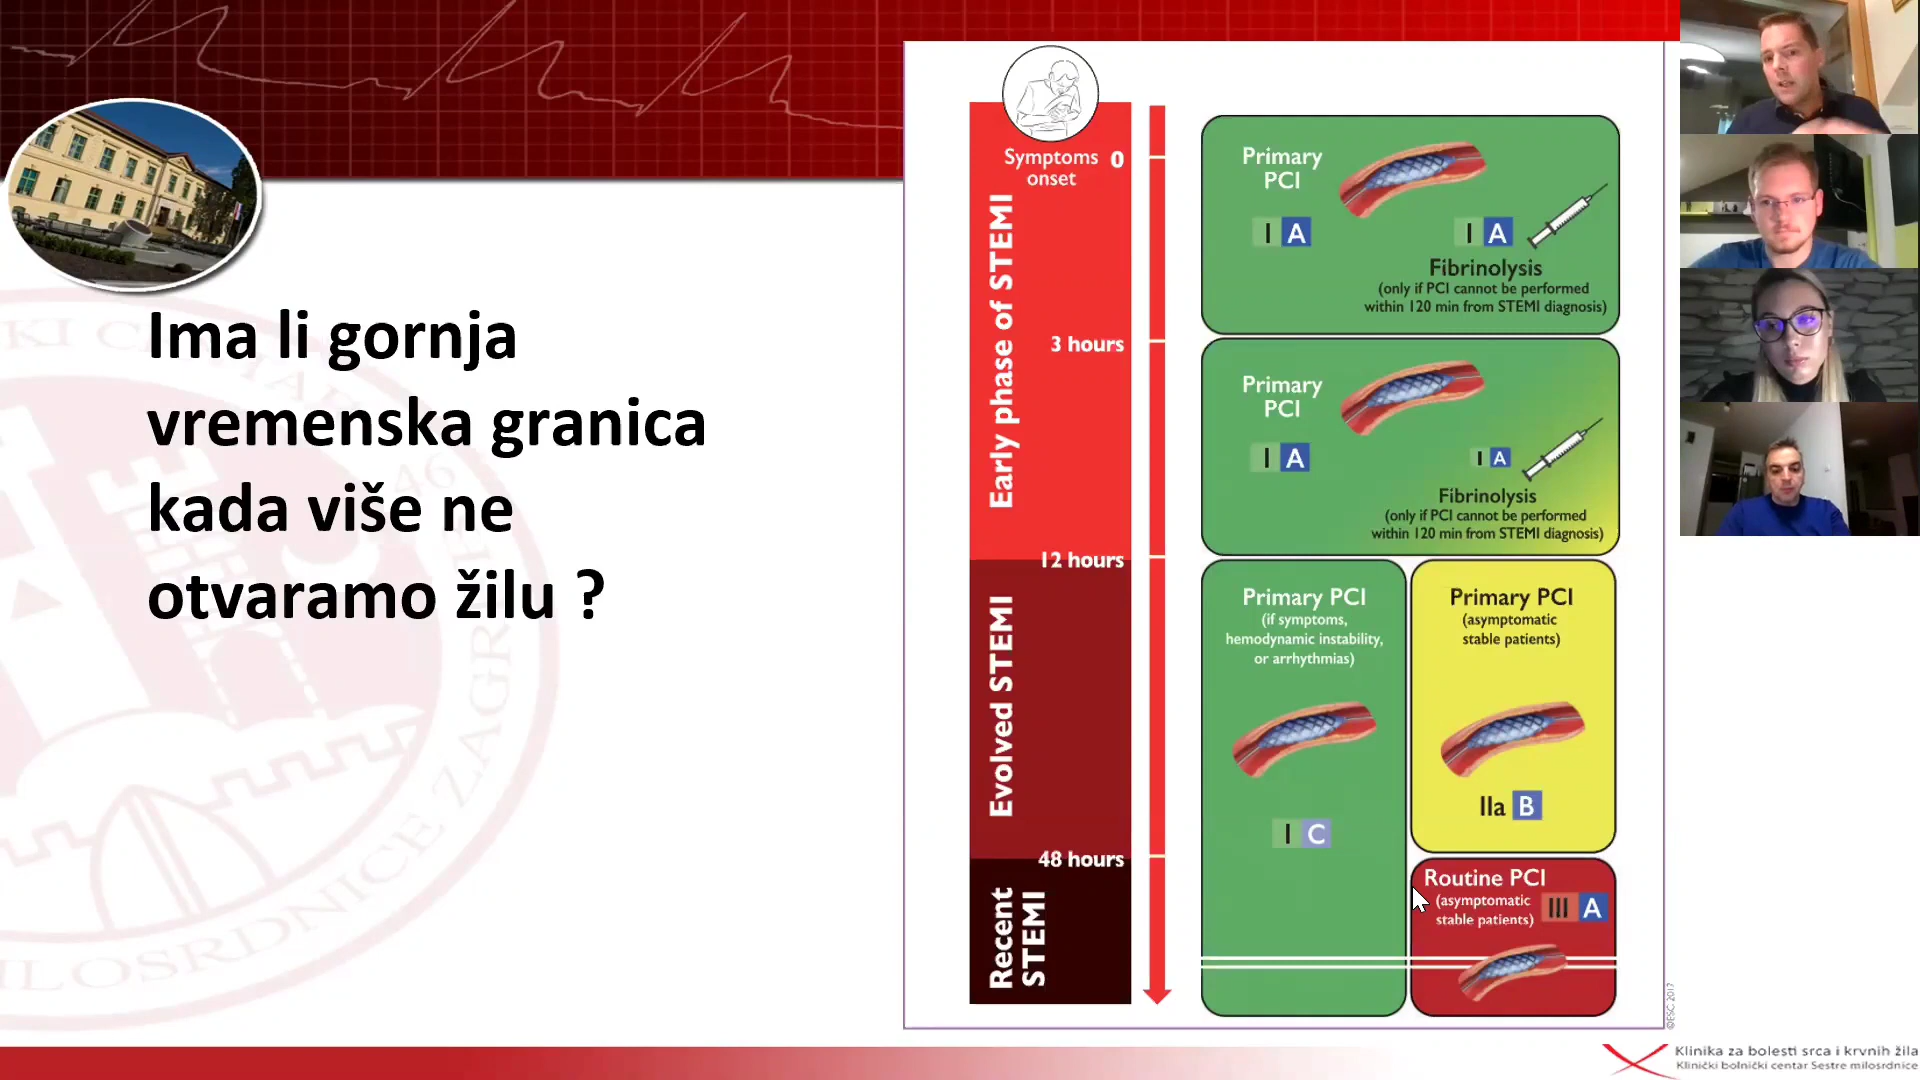 Ima li gornja
vremenska granica
kada više ne
otvaramo žilu ?
Symptoms
onset
0
3 hours
12 hours
48 hours
Early phase of STEMI
Evolved STEMI
Recent
STEMI
Primary
PCI
I A
I A
Fibrinolysis
(only if PCI cannot be performed
within 120 min from STEMI diagnosis)
Primary
PCI
I A
I A
Fibrinolysis
(only if PCI cannot be performed
within 120 min from STEMI diagnosis)
Primary PCI
(if symptoms,
hemodynamic instability,
or arrhythmias)
I C
Primary PCI
(asymptomatic
stable patients)
IIa B
Routine PCI
(asymptomatic
stable patients)
III A
©ESC 2017
Klinika za bolesti srca i krvnih žila
Klinički bolnički centar Sestre milosrdnice